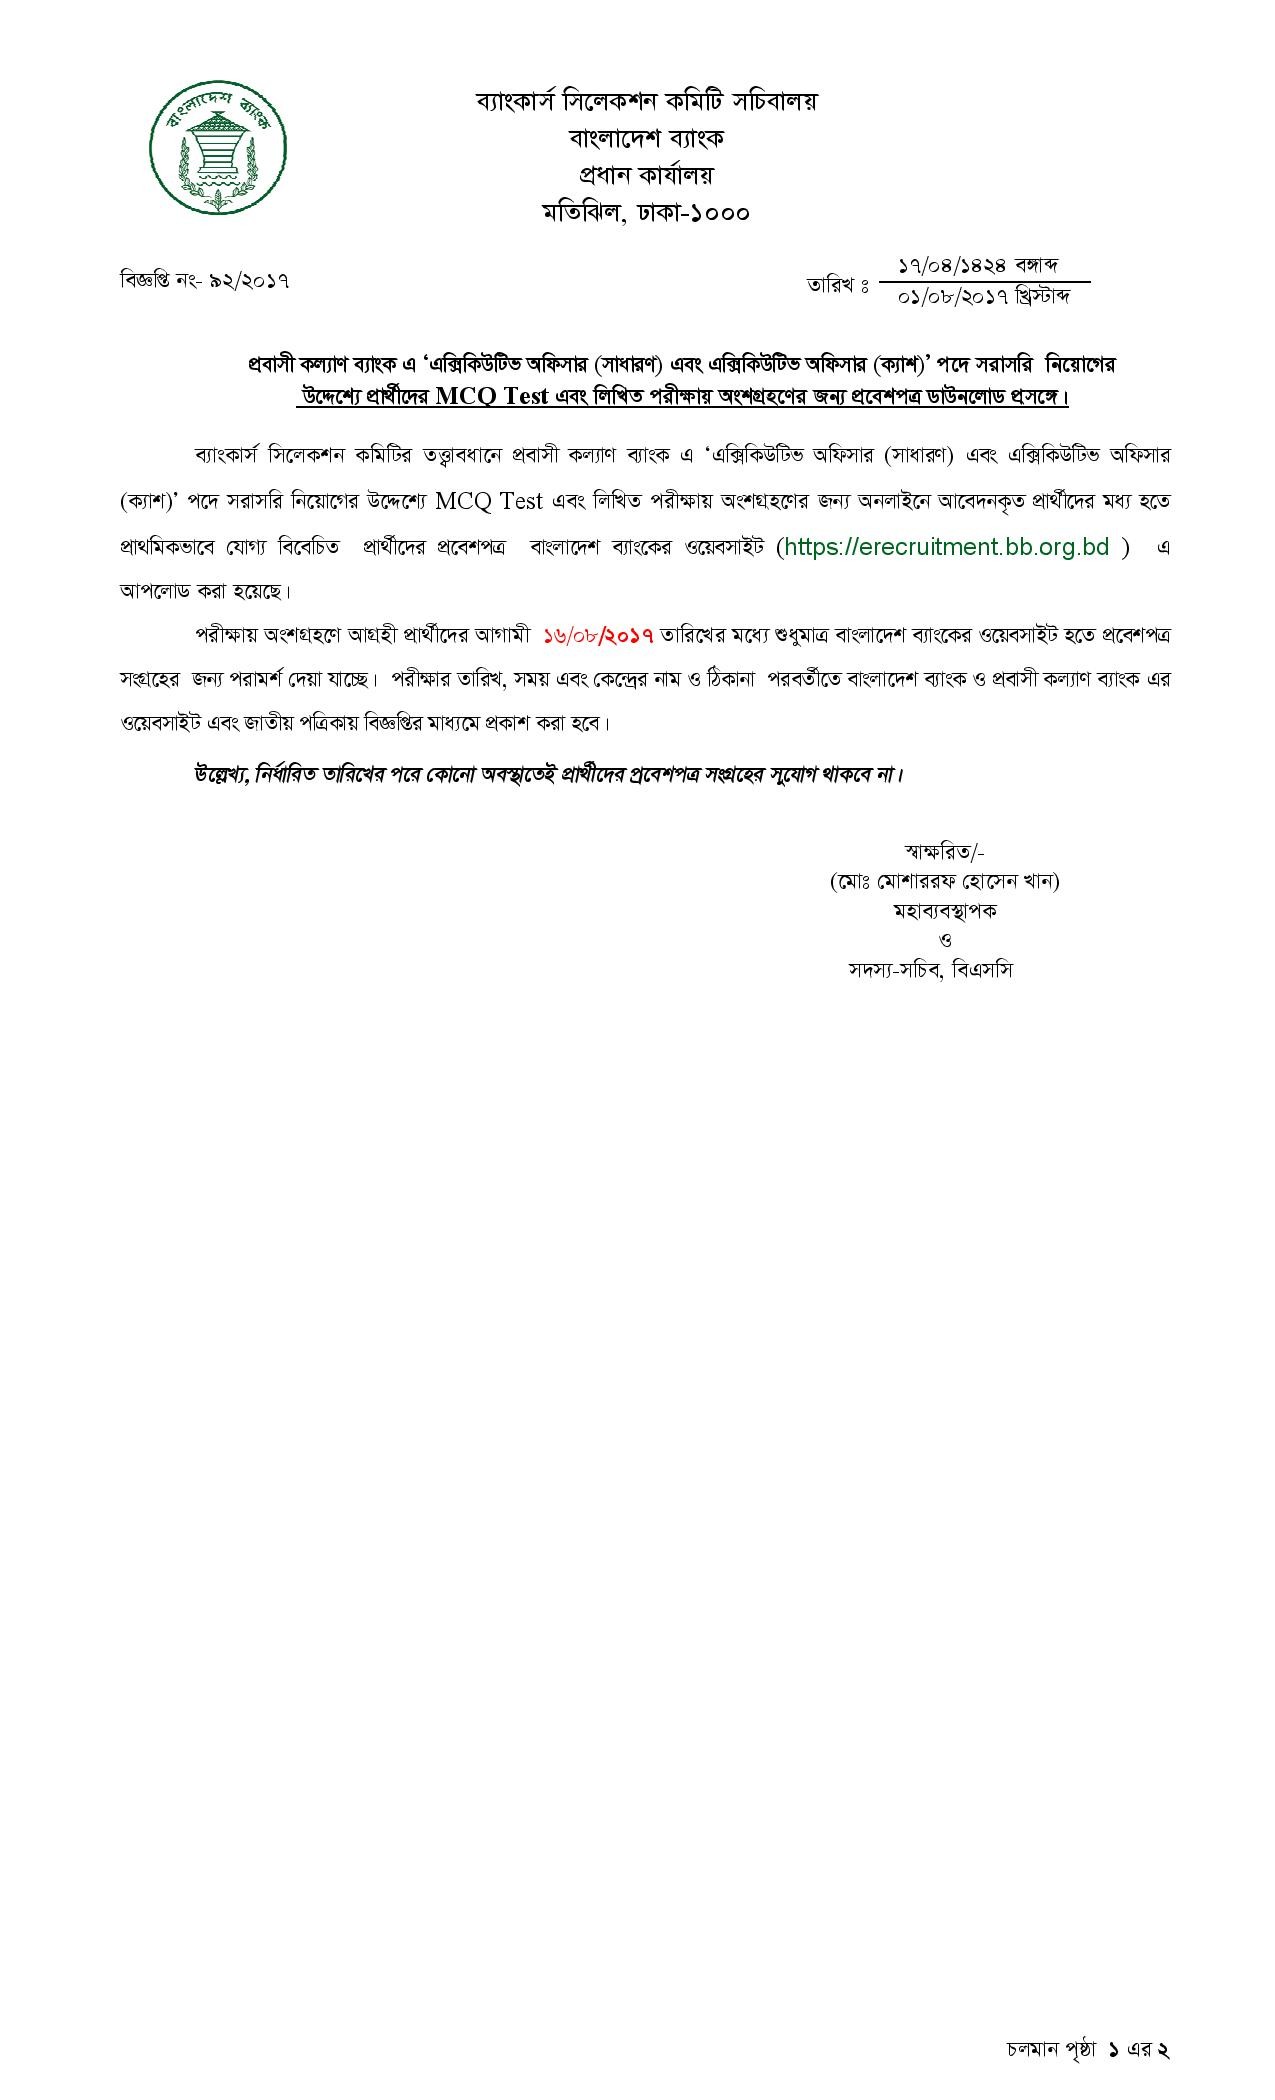 বাংলাদেশ ব্যাংক
ব্যাংকার্স সিলেকশন কমিটি সচিবালয়
বাংলাদেশ ব্যাংক
প্রধান কার্যালয়
মতিঝিল, ঢাকা-১০০০
বিজ্ঞপ্তি নং- ৯২/২০১৭
তারিখ ঃ ১৭/০৪/১৪২৪ বঙ্গাব্দ
০১/০৮/২০১৭ খ্রিস্টাব্দ
প্রবাসী কল্যাণ ব্যাংক এ ‘এক্সিকিউটিভ অফিসার (সাধারণ) এবং এক্সিকিউটিভ অফিসার (ক্যাশ)’ পদে সরাসরি নিয়োগের
উদ্দেশ্যে প্রার্থীদের MCQ Test এবং লিখিত পরীক্ষায় অংশগ্রহণের জন্য প্রবেশপত্র ডাউনলোড প্রসঙ্গে।
ব্যাংকার্স সিলেকশন কমিটির তত্ত্বাবধানে প্রবাসী কল্যাণ ব্যাংক এ ‘এক্সিকিউটিভ অফিসার (সাধারণ) এবং এক্সিকিউটিভ অফিসার
(ক্যাশ)’ পদে সরাসরি নিয়োগের উদ্দেশ্যে MCQ Test এবং লিখিত পরীক্ষায় অংশগ্রহণের জন্য অনলাইনে আবেদনকৃত প্রার্থীদের মধ্য হতে
প্রাথমিকভাবে যোগ্য বিবেচিত প্রার্থীদের প্রবেশপত্র বাংলাদেশ ব্যাংকের ওয়েবসাইট (https://erecruitment.bb.org.bd ) এ
আপলোড করা হয়েছে।
পরীক্ষায় অংশগ্রহণে আগ্রহী প্রার্থীদের আগামী ১৬/০৮/২০১৭ তারিখের মধ্যে শুধুমাত্র বাংলাদেশ ব্যাংকের ওয়েবসাইট হতে প্রবেশপত্র
সংগ্রহের জন্য পরামর্শ দেয়া যাচ্ছে। পরীক্ষার তারিখ, সময় এবং কেন্দ্রের নাম ও ঠিকানা পরবর্তীতে বাংলাদেশ ব্যাংক ও প্রবাসী কল্যাণ ব্যাংক এর
ওয়েবসাইট এবং জাতীয় পত্রিকায় বিজ্ঞপ্তির মাধ্যমে প্রকাশ করা হবে।
উল্লেখ্য, নির্ধারিত তারিখের পরে কোনো অবস্থাতেই প্রার্থীদের প্রবেশপত্র সংগ্রহের সুযোগ থাকবে না।
স্বাক্ষরিত/-
(মোঃ মোশাররফ হোসেন খান)
মহাব্যবস্থাপক
ও
সদস্য-সচিব, বিএসসি
চলমান পৃষ্ঠা ১ এর ২